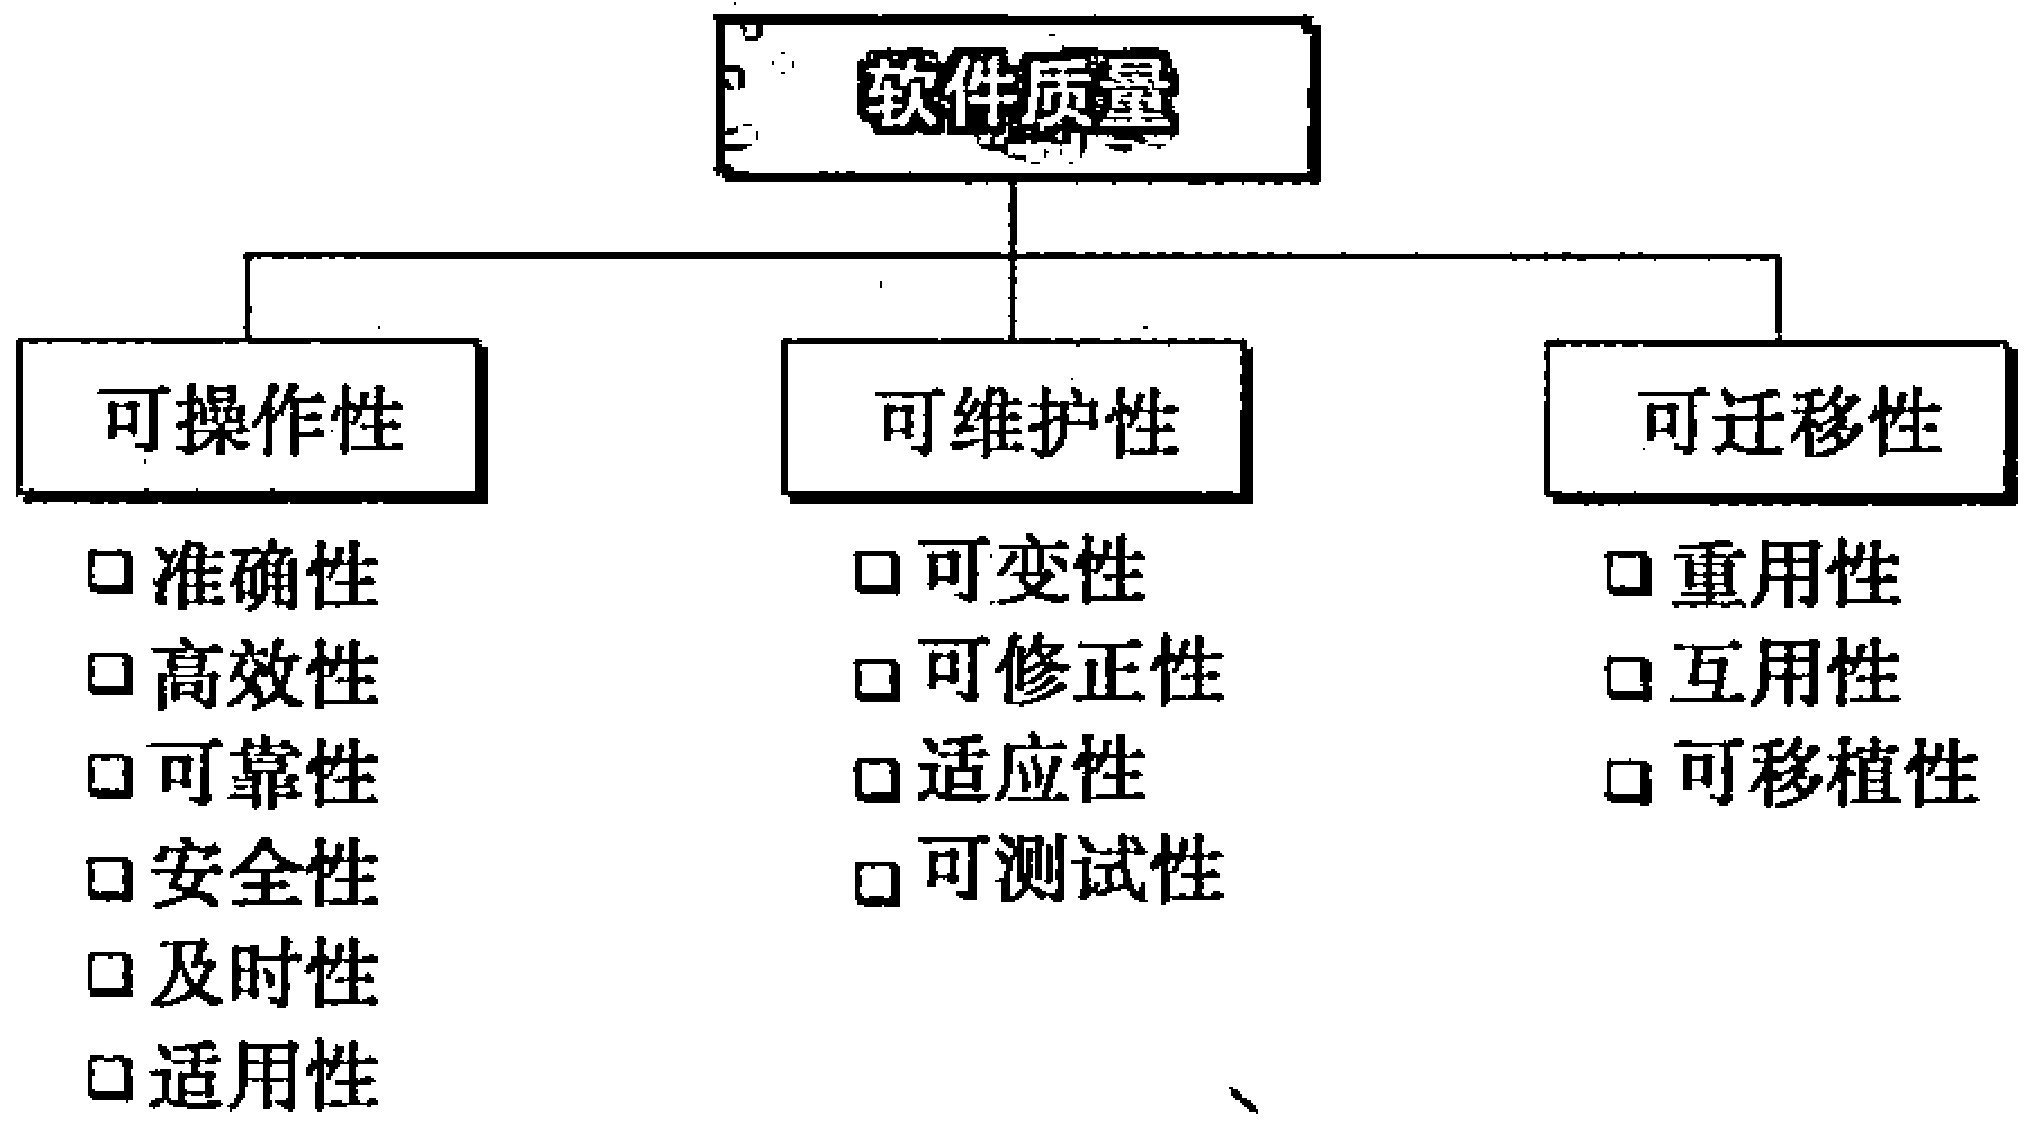 软件质量
可操作性
准确性
高效性
可靠性
安全性
及时性
适用性
可维护性
可变性
可修正性
适应性
可测试性
可迁移性
重用性
互用性
可移植性